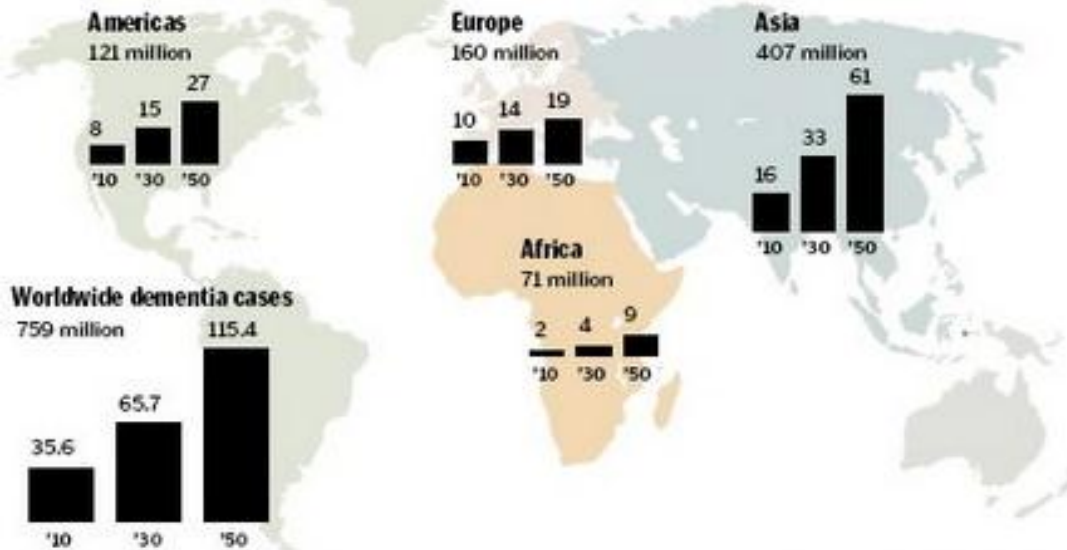 Americas
121 million
8
15
27
'10 '30 '50
Europe
160 million
10
14
19
'10 '30 '50
Asia
407 million
16
33
61
'10 '30 '50
Africa
71 million
2
4
9
'10 '30 '50
Worldwide dementia cases
759 million
35.6
65.7
115.4
'10 '30 '50